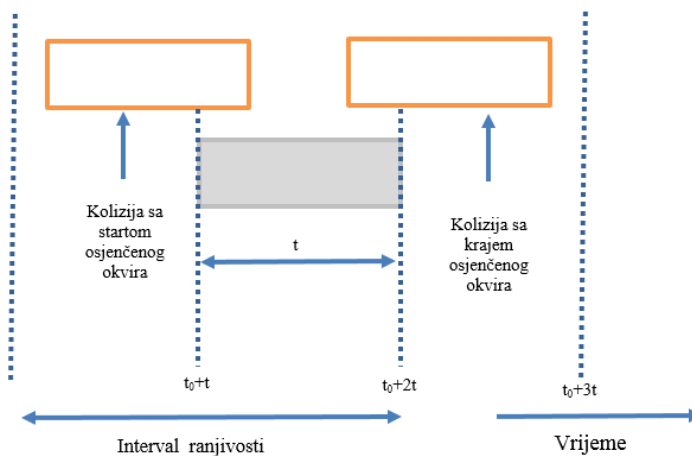 Kolizija sa
startom
osjenčenog
okvira
Kolizija sa
krajem
osjenčenog
okvira
t
t₀+t
t₀+2t
t₀+3t
Interval ranjivosti
Vrijeme